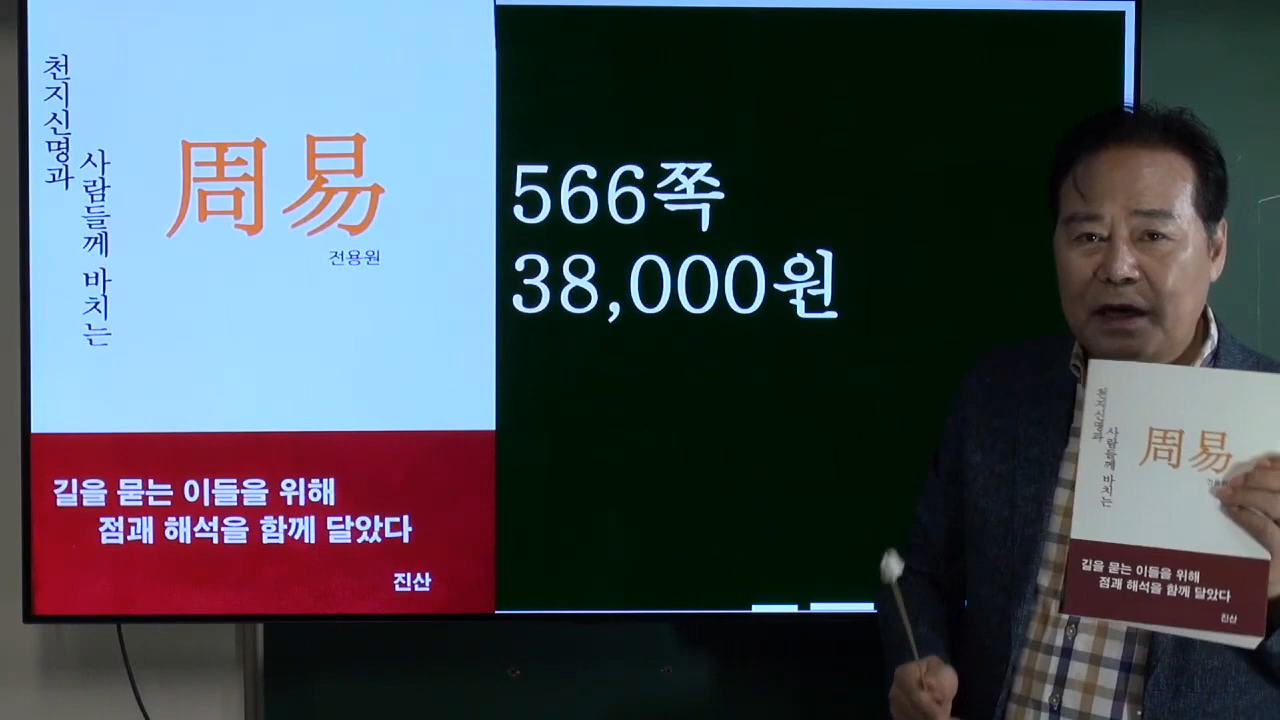 천지신명과
사람들께 바치는
周易
전용원
길을 묻는 이들을 위해
점괘 해석을 함께 달았다
진산
566쪽
38,000원
천지신명과
사람들께 바치는
周易
길을 묻는 이들을 위해
점괘 해석을 함께 달았다
진산